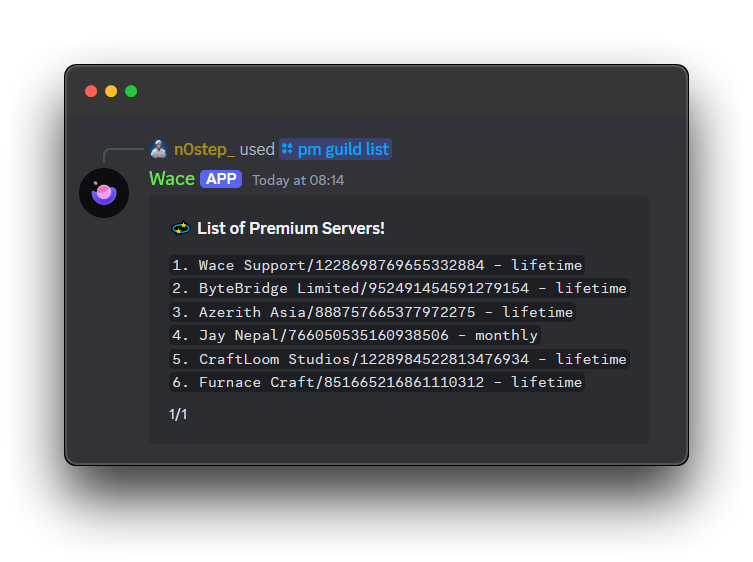 n0step_ used pm guild list
Wace APP Today at 08:14
List of Premium Servers!
1. Wace Support/1228698769655332884 - lifetime
2. ByteBridge Limited/952491454591279154 - lifetime
3. Azerith Asia/888757665377972275 - lifetime
4. Jay Nepal/766050535160938506 - monthly
5. CraftLoom Studios/1228984522813476934 - lifetime
6. Furnace Craft/851665216861110312 - lifetime
1/1